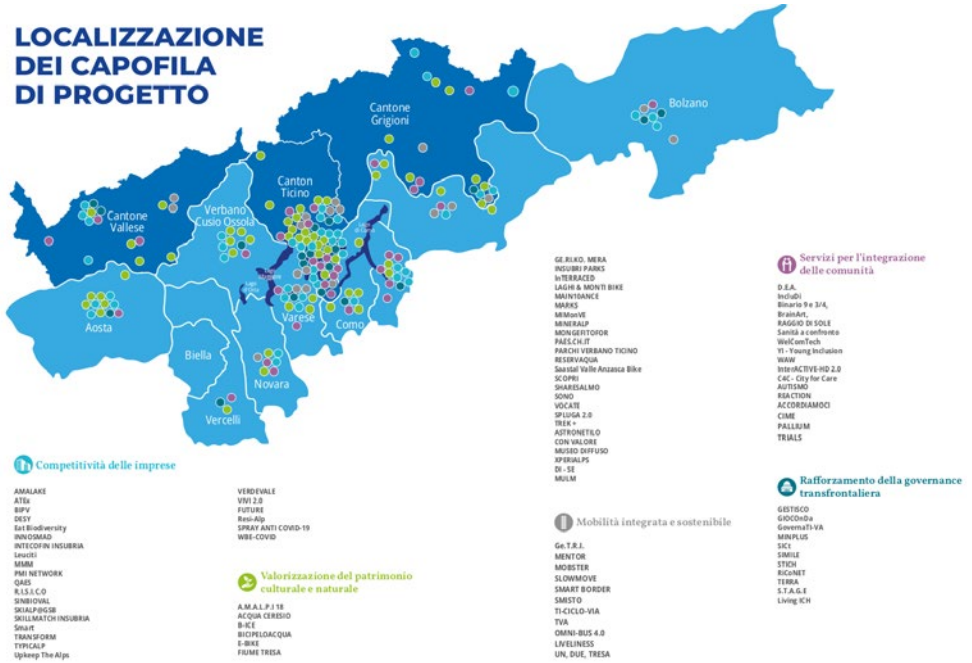 LOCALIZZAZIONE
DEI CAPOFILA
DI PROGETTO
Bolzano
Cantone
Grigioni
Canton
Ticino
Verbano
Cusio Ossola
Cantone
Vallese
Aosta
Varese
Como
Biella
Novara
Vercelli
Competitività delle imprese
AMALAKE
ATEx
BIPV
DESY
Eat Biodiversity
INNOSMAD
INTECOFIN INSUBRIA
Leuciti
MMM
PMI NETWORK
QAES
R.I.S.I.C.O
SINBIOVAL
SKIALP@GSB
SKILLMATCH INSUBRIA
Smart
TRANSFORM
TYPICALP
Upkeep The Alps
VERDEVALE
VIVI 2.0
FUTURE
Resi-Alp
SPRAY ANTI COVID-19
WBE-COVID
Valorizzazione del patrimonio
culturale e naturale
A.M.A.L.P.I 18
ACQUA CERESIO
B-ICE
BICIPELOACQUA
E-BIKE
FIUME TRESA
GE.RI.KO. MERA
INSUBRI PARKS
InTERRACED
LAGHI & MONTI BIKE
MAIN10ANCE
MARKS
MIMonVE
MINERALP
MONGEFITOFOR
PAES.CH.IT
PARCHI VERBANO TICINO
RESERVAQUA
Saastal Valle Anzasca Bike
SCOPRI
SHARESALMO
SONO
VOCATE
SPLUGA 2.0
TREK +
ASTRONETILO
CON VALORE
MUSEO DIFFUSO
XPERIALPS
DI - SE
MULM
Mobilità integrata e sostenibile
Ge.T.R.I.
MENTOR
MOBSTER
SLOWMOVE
SMART BORDER
SMISTO
TI-CICLO-VIA
TVA
OMNI-BUS 4.0
LIVELINESS
UN, DUE, TRESA
Servizi per l'integrazione
delle comunità
D.E.A.
IncluDi
Binario 9 e 3/4,
BrainArt,
RAGGIO DI SOLE
Sanità a confronto
WelComTech
YI - Young Inclusion
WAW
InterACTIVE-HD 2.0
C4C - City for Care
AUTISMO
REACTION
ACCORDIAMOCI
CIME
PALLIUM
TRIALS
Rafforzamento della governance
transfrontaliera
GESTISCO
GIOCOnDa
GovernaTI-VA
MINPLUS
SICt
SIMILE
STICH
RiCoNET
TERRA
S.T.A.G.E
Living ICH